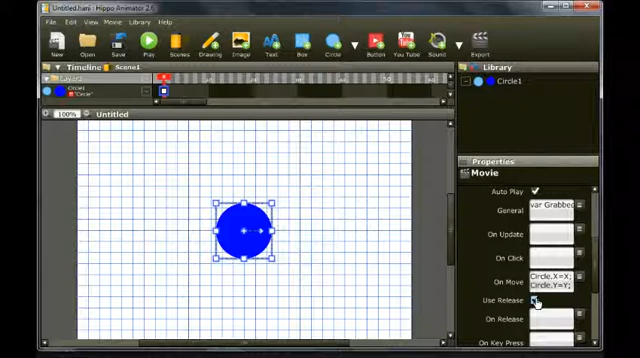 Untitled.hani : Hippo Animator 2.6
File Edit View Movie Library Help
New Open Save Play Scenes Drawing Image Text Box Circle Button You Tube Sound Export
Timeline Scene1
Library
Layer1
Circle1
"Circle"
Circle1
100% Untitled
Properties
Movie
Auto Play
General
var Grabbed
On Update
On Click
On Move
Circle.X=X;
Circle.Y=Y;
Use Release
On Release
On Key Press